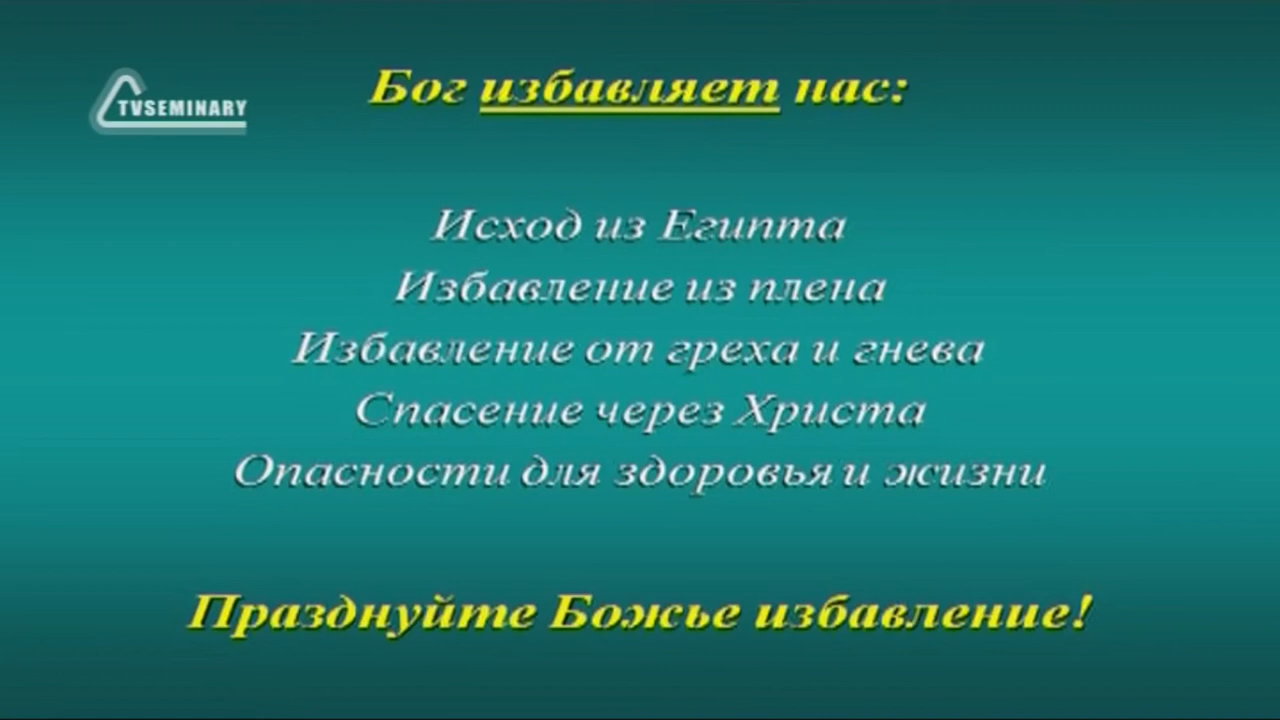 Бог избавляет нас:
TVSEMINARY
Исход из Египта
Избавление из плена
Избавление от греха и гнева
Спасение через Христа
Опасности для здоровья и жизни
Празднуйте Божье избавление!